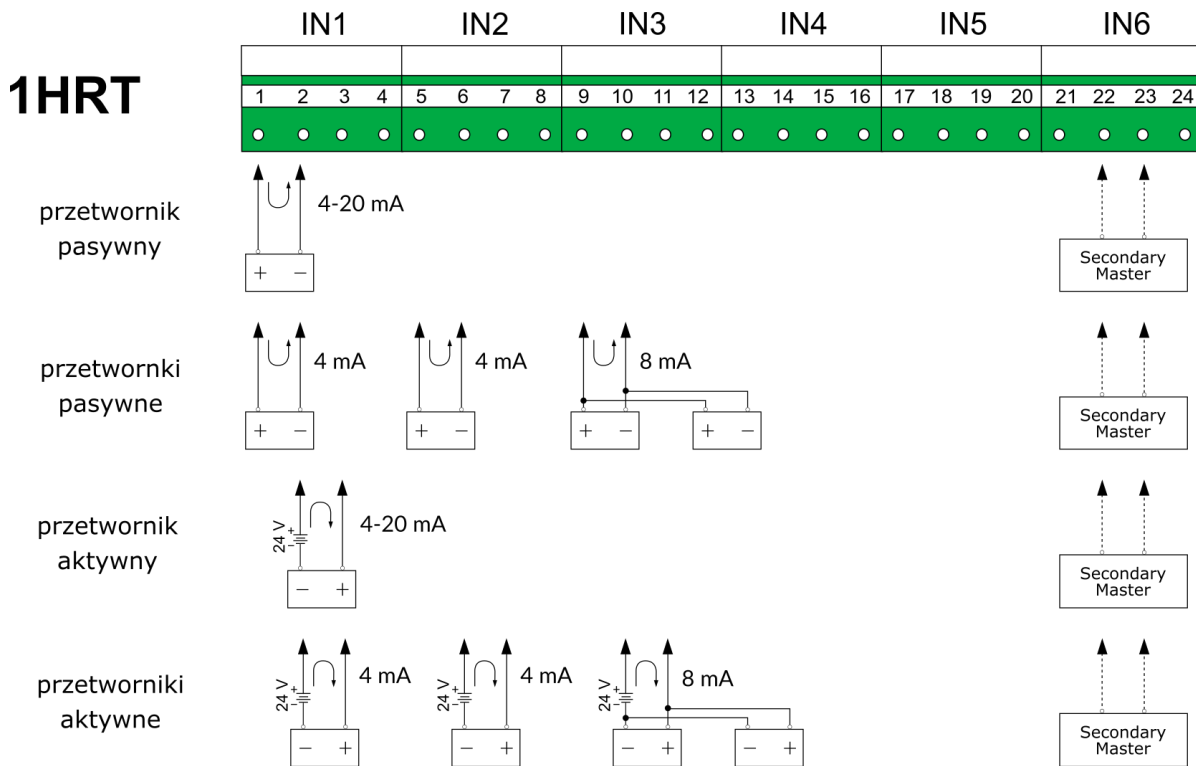 IN1 IN2 IN3 IN4 IN5 IN6
1HRT
1 2 3 4 5 6 7 8 9 10 11 12 13 14 15 16 17 18 19 20 21 22 23 24
przetwornik
pasywny
4-20 mA
+ −
Secondary
Master
przetwornki
pasywne
4 mA
4 mA
8 mA
+ −
+ −
+ −
+ −
Secondary
Master
przetwornik
aktywny
24 V
+
−
4-20 mA
− +
Secondary
Master
przetworniki
aktywne
24 V
+
−
4 mA
24 V
+
−
4 mA
24 V
+
−
8 mA
− +
− +
− +
− +
Secondary
Master